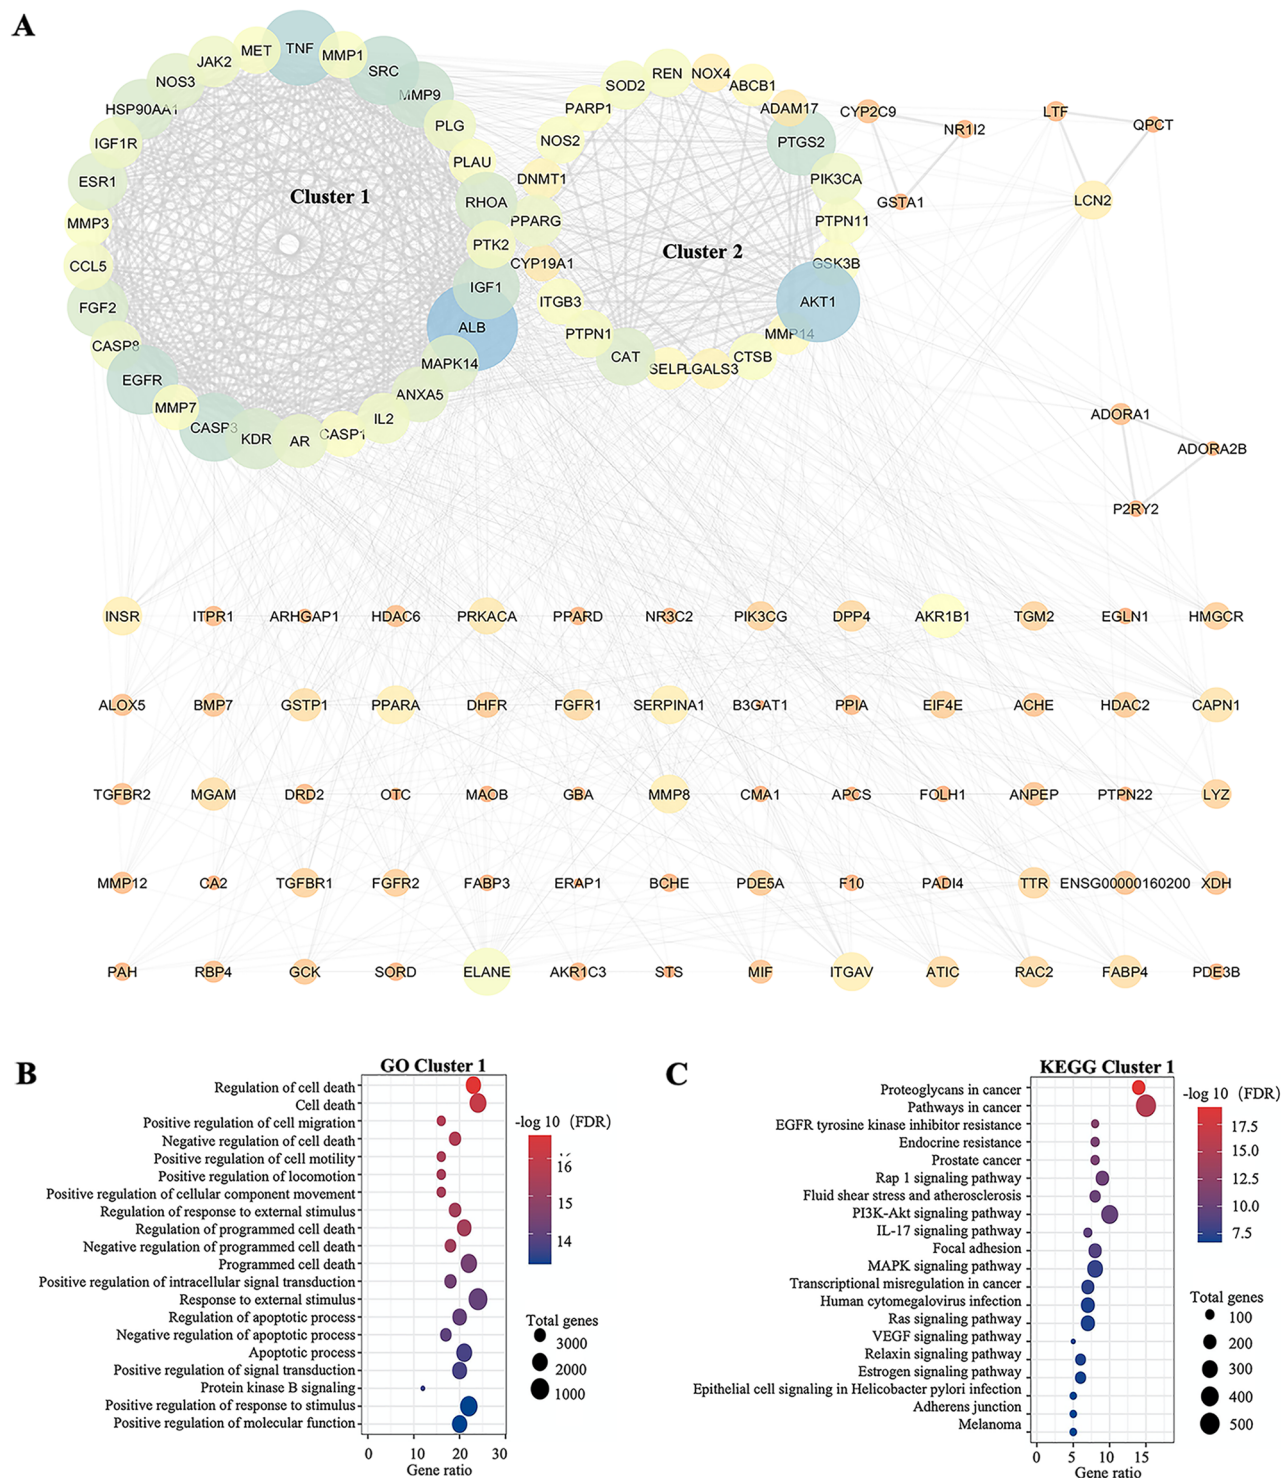 A
TNF
MET
MMP1
JAK2
SRC
NOS3
MMP9
HSP90AA1
PLG
IGF1R
PLAU
ESR1
Cluster 1
RHOA
MMP3
PTK2
CCL5
IGF1
FGF2
ALB
CASP8
MAPK14
EGFR
ANXA5
MMP7
IL2
CASP3
KDR
AR
CASP1
REN
NOX4
SOD2
ABCB1
PARP1
ADAM17
NOS2
PTGS2
DNMT1
PIK3CA
PPARG
PTPN11
Cluster 2
CYP19A1
GSK3B
ITGB3
AKT1
PTPN1
MMP14
CAT
CTSB
SELP
LGALS3
CYP2C9
NR1I2
GSTA1
LTF
QPCT
LCN2
ADORA1
ADORA2B
P2RY2
INSR ITPR1 ARHGAP1 HDAC6 PRKACA PPARD NR3C2 PIK3CG DPP4 AKR1B1 TGM2 EGLN1 HMGCR
ALOX5 BMP7 GSTP1 PPARA DHFR FGFR1 SERPINA1 B3GAT1 PPIA EIF4E ACHE HDAC2 CAPN1
TGFBR2 MGAM DRD2 OTC MAOB GBA MMP8 CMA1 APCS FOLH1 ANPEP PTPN22 LYZ
MMP12 CA2 TGFBR1 FGFR2 FABP3 ERAP1 BCHE PDE5A F10 PADI4 TTR ENSG00000160200 XDH
PAH RBP4 GCK SORD ELANE AKR1C3 STS MIF ITGAV ATIC RAC2 FABP4 PDE3B
B
GO Cluster 1
Regulation of cell death
Cell death
Positive regulation of cell migration
Negative regulation of cell death
Positive regulation of cell motility
Positive regulation of locomotion
Positive regulation of cellular component movement
Regulation of response to external stimulus
Regulation of programmed cell death
Negative regulation of programmed cell death
Programmed cell death
Positive regulation of intracellular signal transduction
Response to external stimulus
Regulation of apoptotic process
Negative regulation of apoptotic process
Apoptotic process
Positive regulation of signal transduction
Protein kinase B signaling
Positive regulation of response to stimulus
Positive regulation of molecular function
0 10 20 30
Gene ratio
-log 10 (FDR)
16
15
14
Total genes
3000
2000
1000
C
KEGG Cluster 1
Proteoglycans in cancer
Pathways in cancer
EGFR tyrosine kinase inhibitor resistance
Endocrine resistance
Prostate cancer
Rap 1 signaling pathway
Fluid shear stress and atherosclerosis
PI3K-Akt signaling pathway
IL-17 signaling pathway
Focal adhesion
MAPK signaling pathway
Transcriptional misregulation in cancer
Human cytomegalovirus infection
Ras signaling pathway
VEGF signaling pathway
Relaxin signaling pathway
Estrogen signaling pathway
Epithelial cell signaling in Helicobacter pylori infection
Adherens junction
Melanoma
0 5 10 15
Gene ratio
-log 10 (FDR)
17.5
15.0
12.5
10.0
7.5
Total genes
100
200
300
400
500